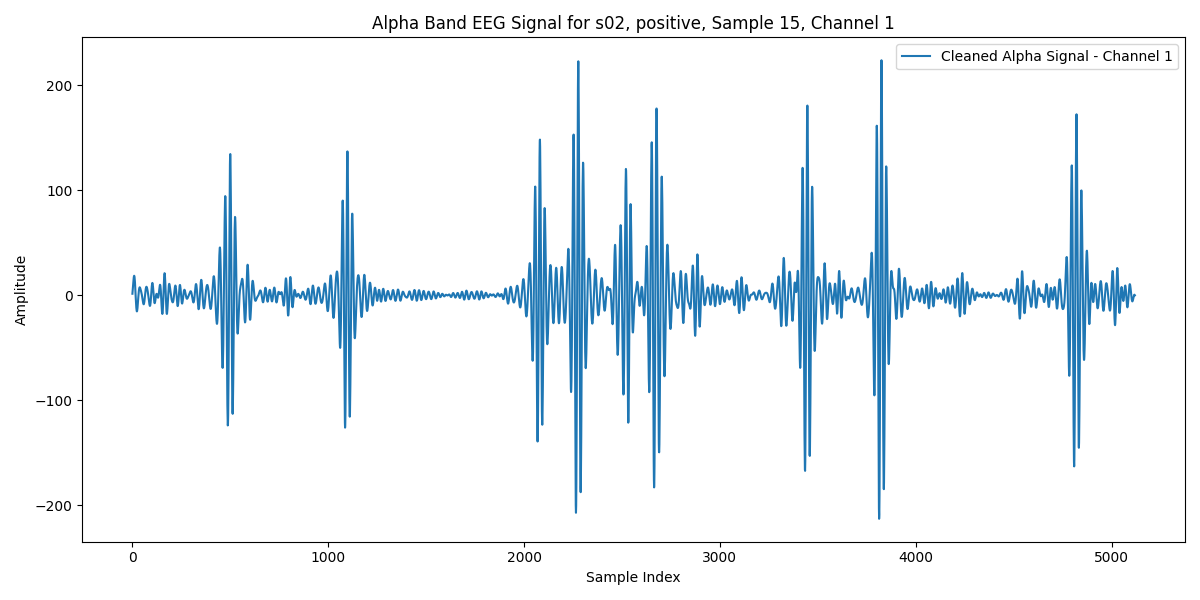 Alpha Band EEG Signal for s02, positive, Sample 15, Channel 1
Cleaned Alpha Signal - Channel 1
200
100
0
−100
−200
Amplitude
0 1000 2000 3000 4000 5000
Sample Index